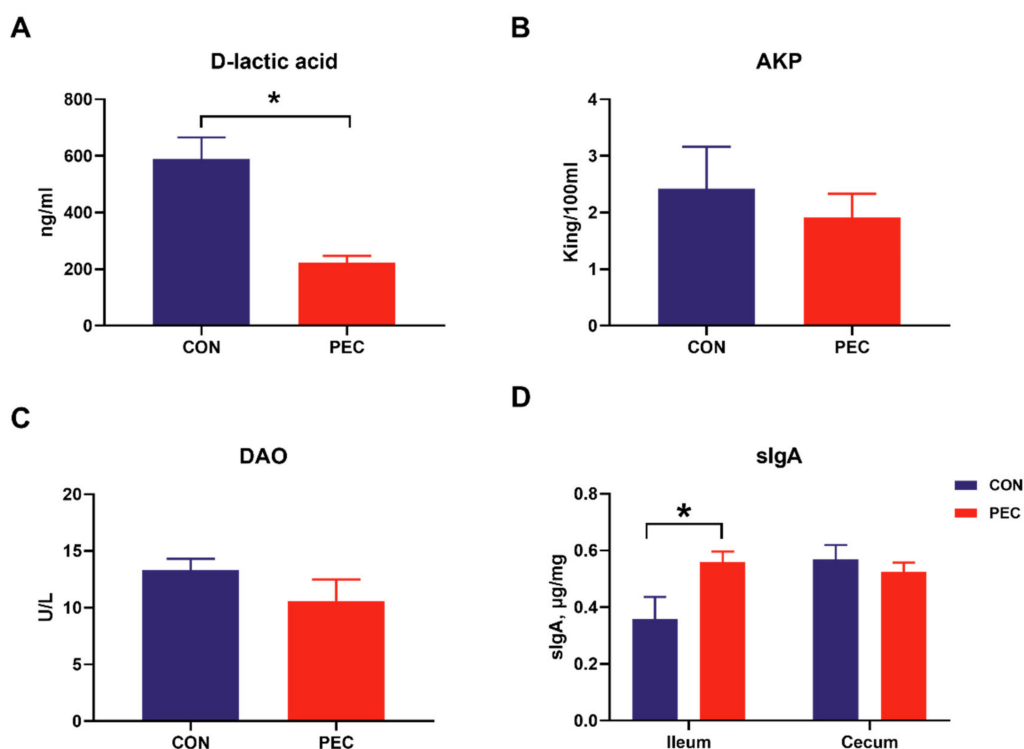 A
D-lactic acid
*
800
600
400
200
0
ng/ml
CON PEC
B
AKP
4
3
2
1
0
King/100ml
CON PEC
C
DAO
20
15
10
5
0
U/L
CON PEC
D
sIgA
*
0.8
0.6
0.4
0.2
0.0
sIgA, μg/mg
Ileum Cecum
CON
PEC